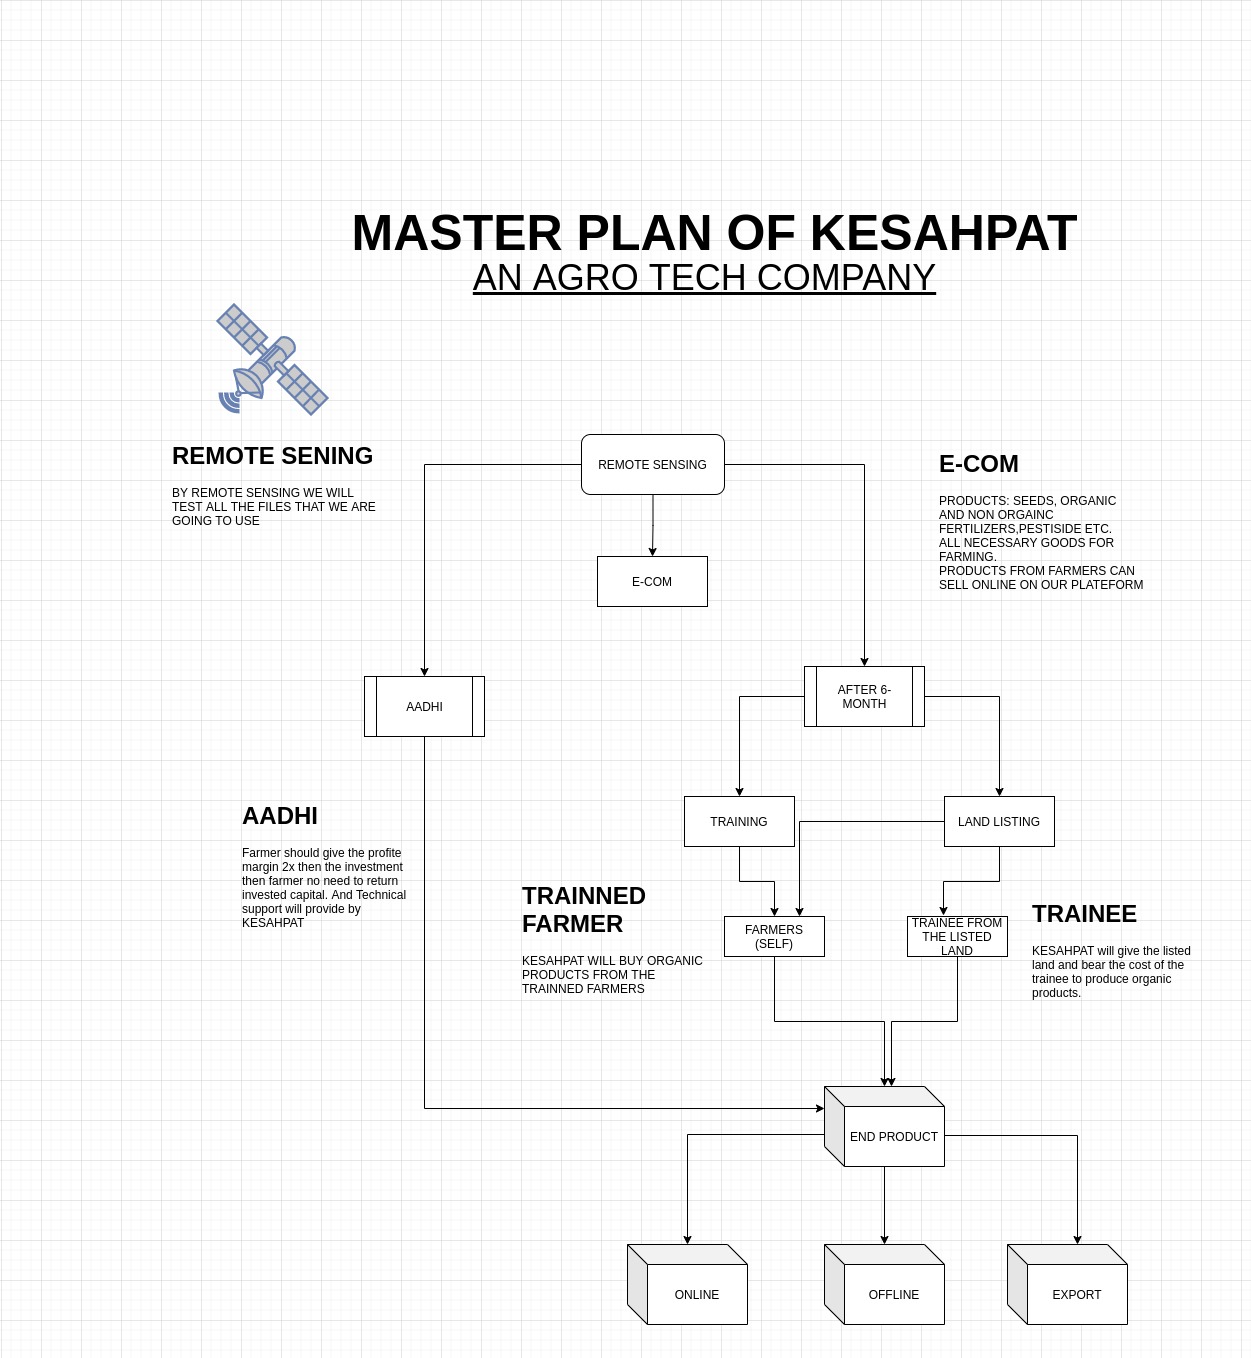 MASTER PLAN OF KESAHPAT
AN AGRO TECH COMPANY
REMOTE SENING
BY REMOTE SENSING WE WILL
TEST ALL THE FILES THAT WE ARE
GOING TO USE
REMOTE SENSING
E-COM
PRODUCTS: SEEDS, ORGANIC
AND NON ORGAINC
FERTILIZERS,PESTISIDE ETC.
ALL NECESSARY GOODS FOR
FARMING.
PRODUCTS FROM FARMERS CAN
SELL ONLINE ON OUR PLATEFORM
E-COM
AADHI
AFTER 6-
MONTH
TRAINING
LAND LISTING
AADHI
Farmer should give the profite
margin 2x then the investment
then farmer no need to return
invested capital. And Technical
support will provide by
KESAHPAT
TRAINNED
FARMER
KESAHPAT WILL BUY ORGANIC
PRODUCTS FROM THE
TRAINNED FARMERS
FARMERS
(SELF)
TRAINEE FROM
THE LISTED
LAND
TRAINEE
KESAHPAT will give the listed
land and bear the cost of the
trainee to produce organic
products.
END PRODUCT
ONLINE
OFFLINE
EXPORT